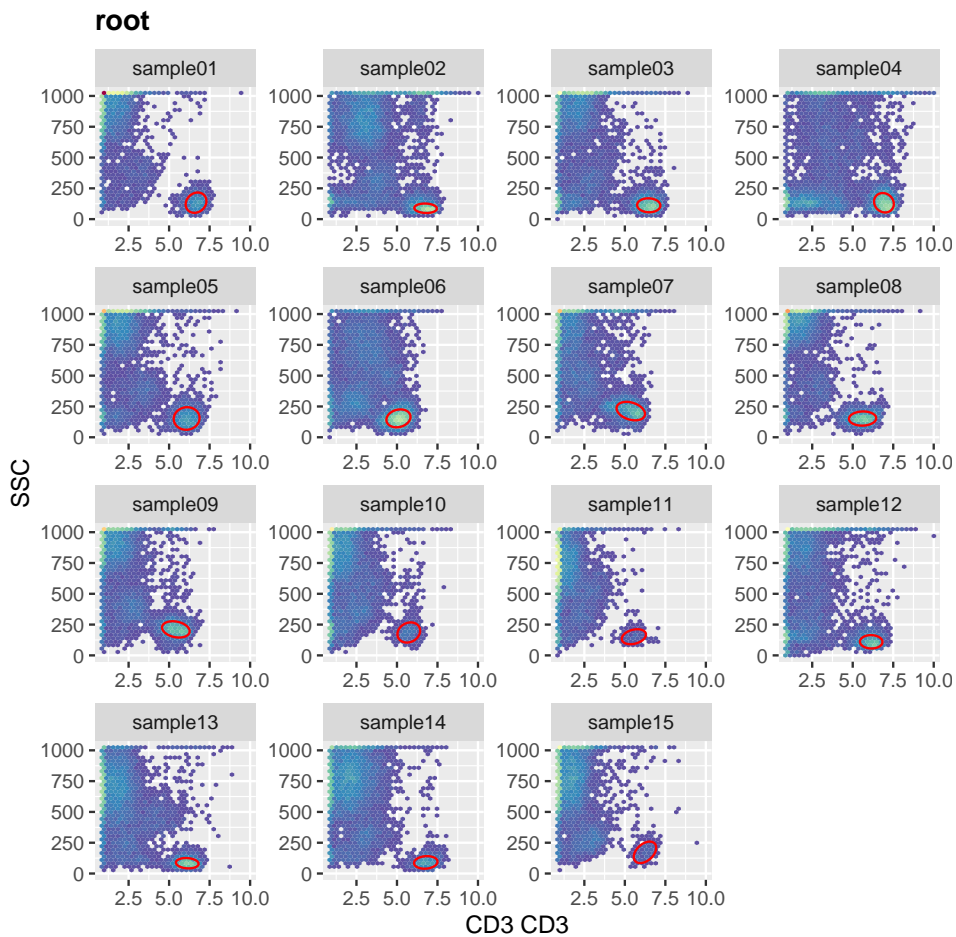 root
sample01 sample02 sample03 sample04
1000 1000 1000 1000
750 750 750 750
500 500 500 500
250 250 250 250
0 0 0 0
2.5 5.0 7.5 10.0 2.5 5.0 7.5 10.0 2.5 5.0 7.5 10.0 2.5 5.0 7.5 10.0
sample05 sample06 sample07 sample08
1000 1000 1000 1000
750 750 750 750
500 500 500 500
250 250 250 250
0 0 0 0
2.5 5.0 7.5 10.0 2.5 5.0 7.5 10.0 2.5 5.0 7.5 10.0 2.5 5.0 7.5 10.0
SSC
sample09 sample10 sample11 sample12
1000 1000 1000 1000
750 750 750 750
500 500 500 500
250 250 250 250
0 0 0 0
2.5 5.0 7.5 10.0 2.5 5.0 7.5 10.0 2.5 5.0 7.5 10.0 2.5 5.0 7.5 10.0
sample13 sample14 sample15
1000 1000 1000
750 750 750
500 500 500
250 250 250
0 0 0
2.5 5.0 7.5 10.0 2.5 5.0 7.5 10.0 2.5 5.0 7.5 10.0
CD3 CD3